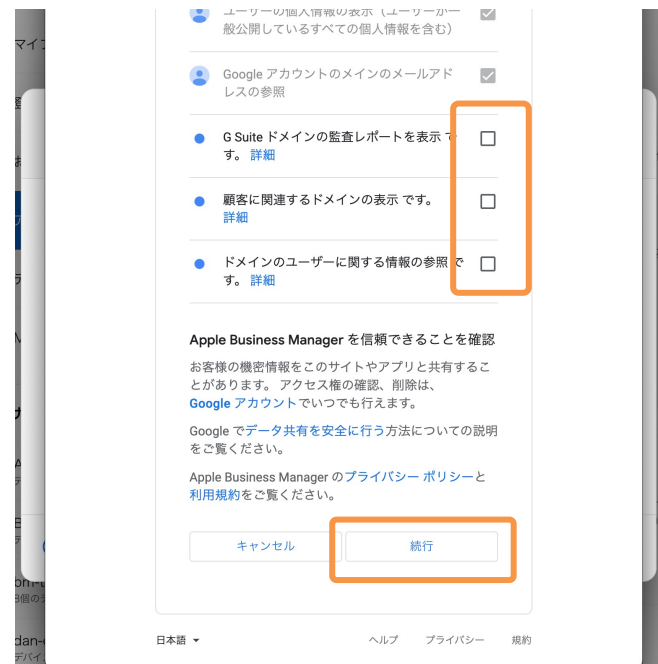 ユーザーの個人情報の表示（ユーザーが一
般公開しているすべての個人情報を含む）
Google アカウントのメインのメールアド
レスの参照
G Suite ドメインの監査レポートを表示 で
す。 詳細
顧客に関連するドメインの表示 です。
詳細
ドメインのユーザーに関する情報の参照 で
す。 詳細
Apple Business Manager を信頼できることを確認
お客様の機密情報をこのサイトやアプリと共有するこ
とがあります。 アクセス権の確認、削除は、
Google アカウントでいつでも行えます。
Google でデータ共有を安全に行う方法についての説明
をご覧ください。
Apple Business Manager のプライバシー ポリシーと
利用規約をご覧ください。
キャンセル 続行
日本語 ヘルプ プライバシー 規約
マイ
8個の
dan-
デバイ